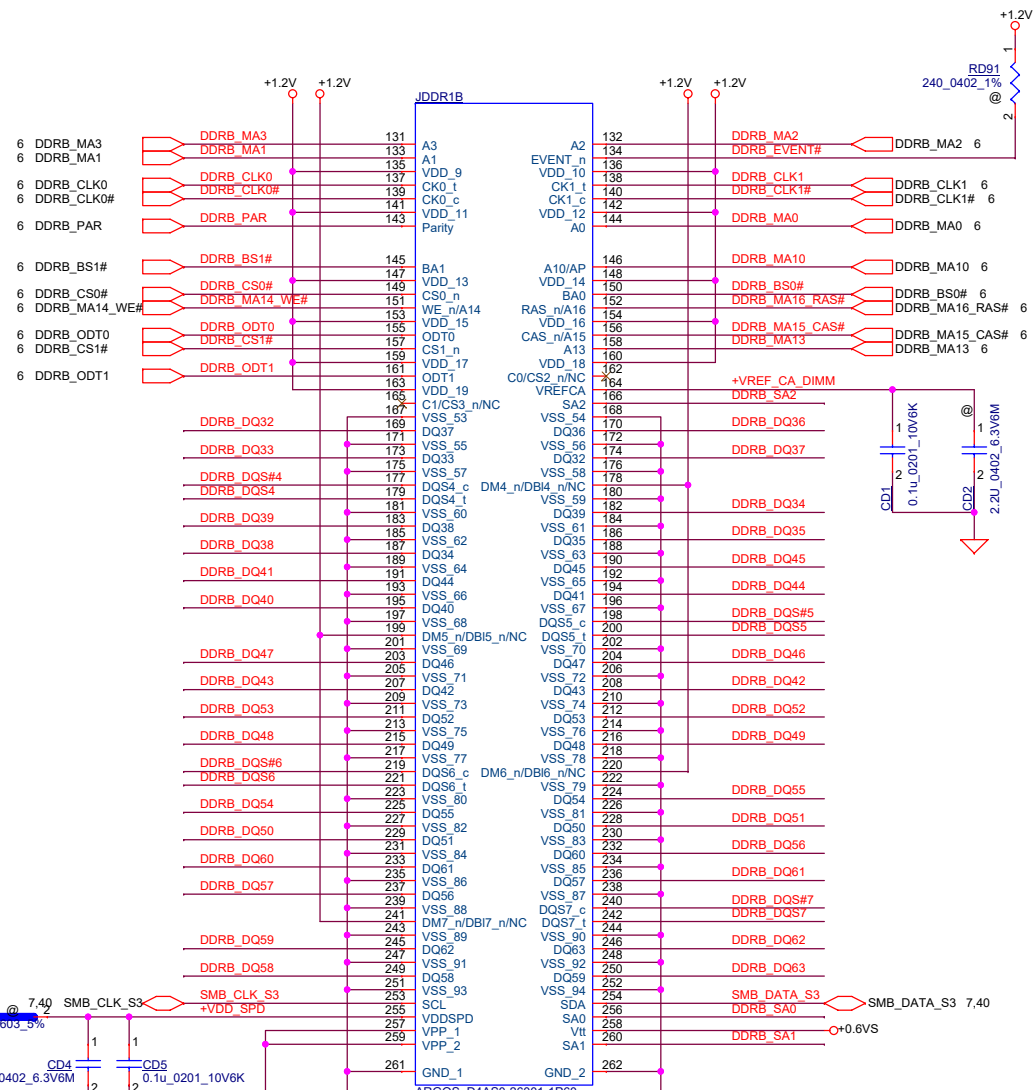 +1.2V
RD91
240_0402_1%
@
1
2
+1.2V +1.2V
+1.2V +1.2V
JDDR1B
6 DDRB_MA3 DDRB_MA3 131 A3
6 DDRB_MA1 DDRB_MA1 133 A1
135 VDD_9
6 DDRB_CLK0 DDRB_CLK0 137 CK0_t
6 DDRB_CLK0# DDRB_CLK0# 139 CK0_c
141 VDD_11
6 DDRB_PAR DDRB_PAR 143 Parity
6 DDRB_BS1# DDRB_BS1# 145 BA1
147 VDD_13
6 DDRB_CS0# DDRB_CS0# 149 CS0_n
6 DDRB_MA14_WE# DDRB_MA14_WE# 151 WE_n/A14
153 VDD_15
6 DDRB_ODT0 DDRB_ODT0 155 ODT0
6 DDRB_CS1# DDRB_CS1# 157 CS1_n
159 VDD_17
6 DDRB_ODT1 DDRB_ODT1 161 ODT1
163 VDD_19
165 C1/CS3_n/NC
167 VSS_53
DDRB_DQ32 169 DQ37
171 VSS_55
DDRB_DQ33 173 DQ33
175 VSS_57
DDRB_DQS#4 177 DQS4_c
DDRB_DQS4 179 DQS4_t
181 VSS_60
DDRB_DQ39 183 DQ38
185 VSS_62
DDRB_DQ38 187 DQ34
189 VSS_64
DDRB_DQ41 191 DQ44
193 VSS_66
DDRB_DQ40 195 DQ40
197 VSS_68
199 DM5_n/DBI5_n/NC
201 VSS_69
DDRB_DQ47 203 DQ46
205 VSS_71
DDRB_DQ43 207 DQ42
209 VSS_73
DDRB_DQ53 211 DQ52
213 VSS_75
DDRB_DQ48 215 DQ49
217 VSS_77
DDRB_DQS#6 219 DQS6_c
DDRB_DQS6 221 DQS6_t
223 VSS_80
DDRB_DQ54 225 DQ55
227 VSS_82
DDRB_DQ50 229 DQ51
231 VSS_84
DDRB_DQ60 233 DQ61
235 VSS_86
DDRB_DQ57 237 DQ56
239 VSS_88
241 DM7_n/DBI7_n/NC
243 VSS_89
DDRB_DQ59 245 DQ62
247 VSS_91
DDRB_DQ58 249 DQ58
251 VSS_93
7,40 SMB_CLK_S3 SMB_CLK_S3 253 SCL
+VDD_SPD 255 VDDSPD
257 VPP_1
259 VPP_2
261 GND_1
A2 132 DDRB_MA2 DDRB_MA2 6
EVENT_n 134 DDRB_EVENT#
VDD_10 136
CK1_t 138 DDRB_CLK1 DDRB_CLK1 6
CK1_c 140 DDRB_CLK1# DDRB_CLK1# 6
VDD_12 142
A0 144 DDRB_MA0 DDRB_MA0 6
A10/AP 146 DDRB_MA10 DDRB_MA10 6
VDD_14 148
BA0 150 DDRB_BS0# DDRB_BS0# 6
RAS_n/A16 152 DDRB_MA16_RAS# DDRB_MA16_RAS# 6
VDD_16 154
CAS_n/A15 156 DDRB_MA15_CAS# DDRB_MA15_CAS# 6
A13 158 DDRB_MA13 DDRB_MA13 6
VDD_18 160
C0/CS2_n/NC 162
VREFCA 164 +VREF_CA_DIMM
SA2 166 DDRB_SA2
VSS_54 168
DQ36 170 DDRB_DQ36
VSS_56 172
DQ32 174 DDRB_DQ37
VSS_58 176
DM4_n/DBI4_n/NC 178
VSS_59 180
DQ39 182 DDRB_DQ34
VSS_61 184
DQ35 186 DDRB_DQ35
VSS_63 188
DQ45 190 DDRB_DQ45
VSS_65 192
DQ41 194 DDRB_DQ44
VSS_67 196
DQS5_c 198 DDRB_DQS#5
DQS5_t 200 DDRB_DQS5
VSS_70 202
DQ47 204 DDRB_DQ46
VSS_72 206
DQ43 208 DDRB_DQ42
VSS_74 210
DQ53 212 DDRB_DQ52
VSS_76 214
DQ48 216 DDRB_DQ49
VSS_78 218
DM6_n/DBI6_n/NC 220
VSS_79 222
DQ54 224 DDRB_DQ55
VSS_81 226
DQ50 228 DDRB_DQ51
VSS_83 230
DQ60 232 DDRB_DQ56
VSS_85 234
DQ57 236 DDRB_DQ61
VSS_87 238
DQS7_c 240 DDRB_DQS#7
DQS7_t 242 DDRB_DQS7
VSS_90 244
DQ63 246 DDRB_DQ62
VSS_92 248
DQ59 250 DDRB_DQ63
VSS_94 252
SDA 254 SMB_DATA_S3 SMB_DATA_S3 7,40
SA0 256 DDRB_SA0
Vtt 258 +0.6VS
SA1 260 DDRB_SA1
GND_2 262
1
2
CD1
0.1u_0201_10V6K
@
1
2
CD2
2.2U_0402_6.3V6M
@
2
603_5%
1
CD4
0402_6.3V6M
2
1
CD5
0.1u_0201_10V6K
2